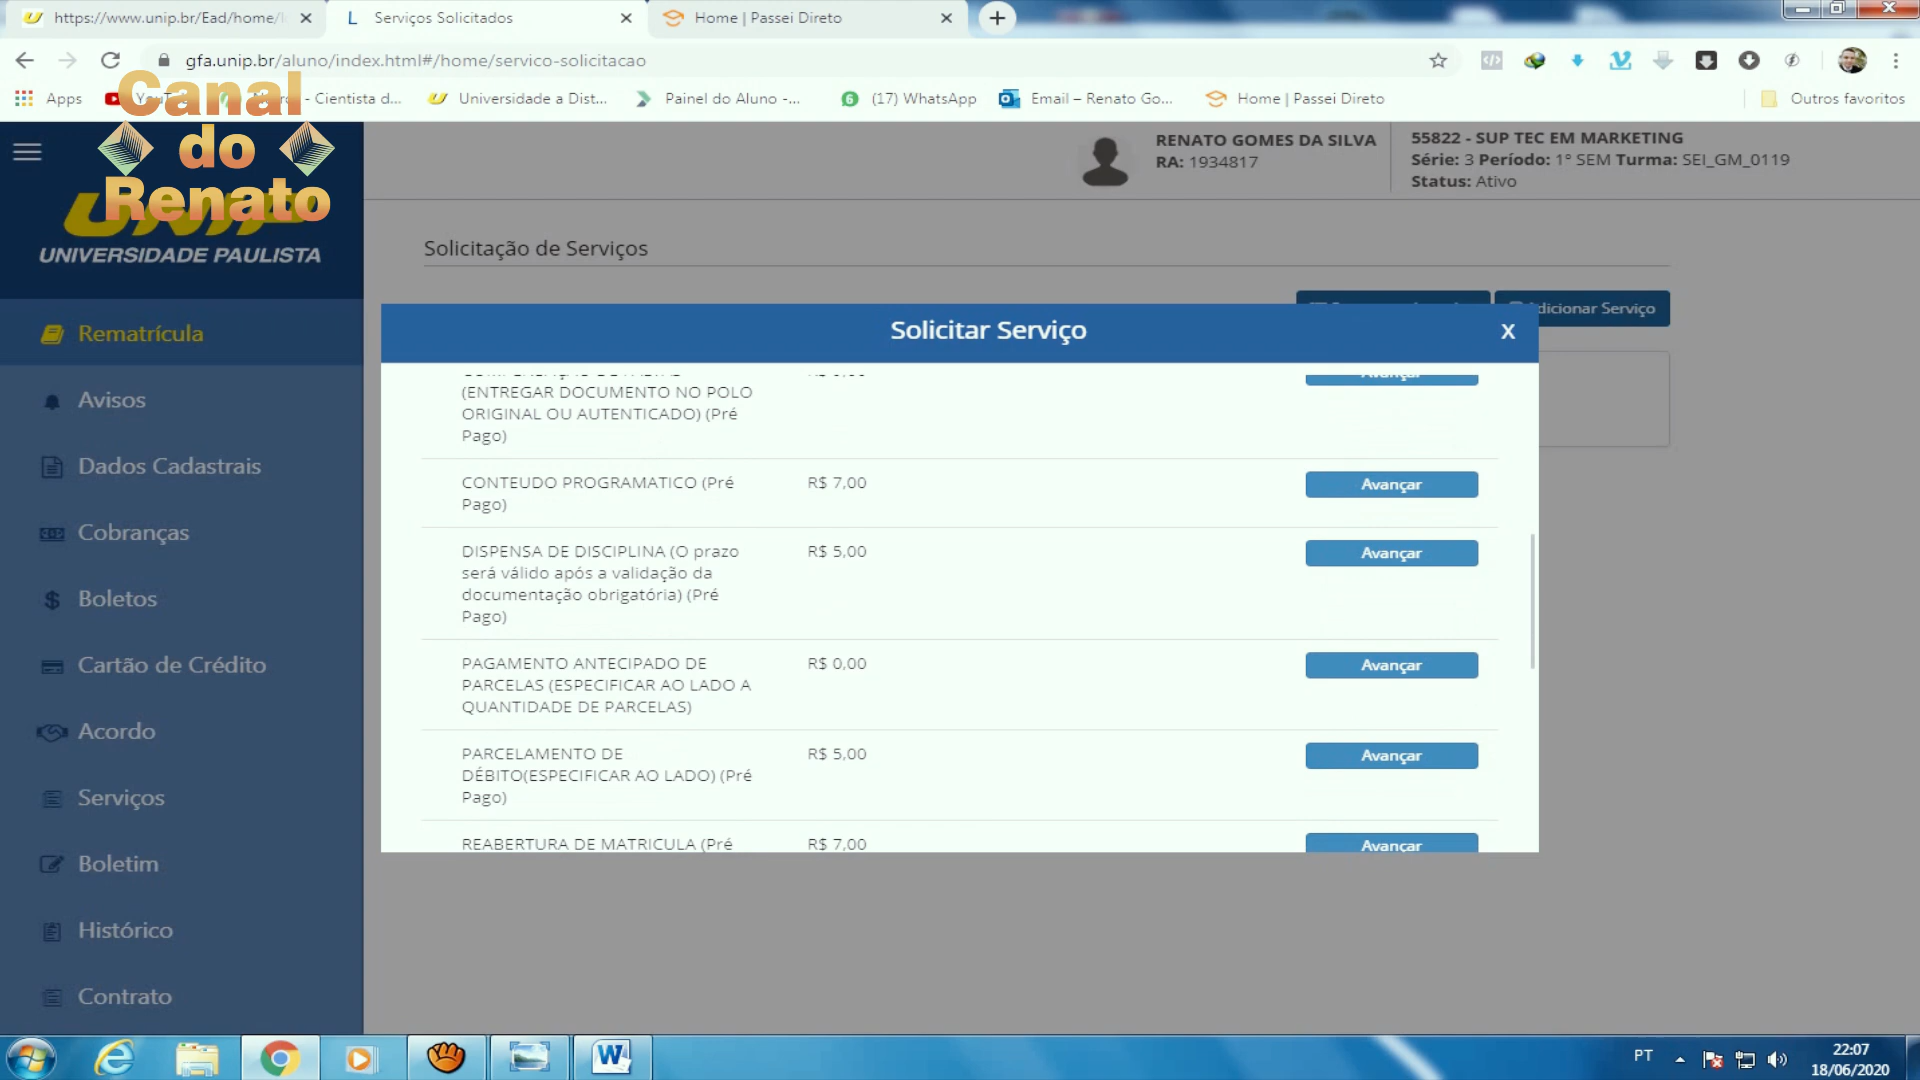 https://www.unip.br/Ead/home/
Serviços Solicitados
Home | Passei Direto
gfa.unip.br/aluno/index.html#/home/servico-solicitacao
Apps
- Cientista d...
Universidade a Dist...
Painel do Aluno -...
(17) WhatsApp
Email – Renato Go...
Home | Passei Direto
Outros favoritos
Canal
do
Renato
UNIVERSIDADE PAULISTA
RENATO GOMES DA SILVA
RA: 1934817
55822 - SUP TEC EM MARKETING
Série: 3 Período: 1º SEM Turma: SEI_GM_0119
Status: Ativo
Solicitação de Serviços
Adicionar Serviço
Solicitar Serviço
X
Rematrícula
Avisos
Dados Cadastrais
Cobranças
Boletos
Cartão de Crédito
Acordo
Serviços
Boletim
Histórico
Contrato
(ENTREGAR DOCUMENTO NO POLO
ORIGINAL OU AUTENTICADO) (Pré
Pago)
CONTEUDO PROGRAMATICO (Pré
Pago)
R$ 7,00
Avançar
DISPENSA DE DISCIPLINA (O prazo
será válido após a validação da
documentação obrigatória) (Pré
Pago)
R$ 5,00
Avançar
PAGAMENTO ANTECIPADO DE
PARCELAS (ESPECIFICAR AO LADO A
QUANTIDADE DE PARCELAS)
R$ 0,00
Avançar
PARCELAMENTO DE
DÉBITO(ESPECIFICAR AO LADO) (Pré
Pago)
R$ 5,00
Avançar
REABERTURA DE MATRICULA (Pré
R$ 7,00
Avançar
PT
22:07
18/06/2020